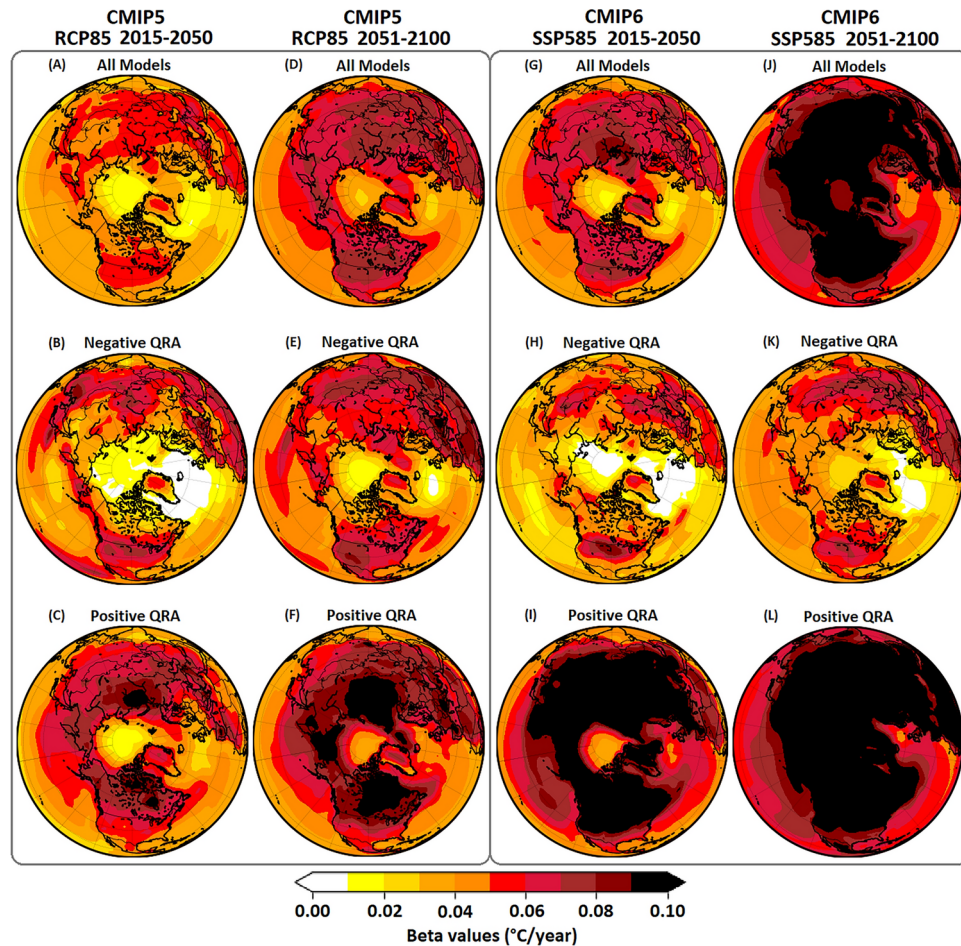 CMIP5
RCP85 2015-2050
CMIP5
RCP85 2051-2100
CMIP6
SSP585 2015-2050
CMIP6
SSP585 2051-2100
(A) All Models
(D) All Models
(G) All Models
(J) All Models
(B) Negative QRA
(E) Negative QRA
(H) Negative QRA
(K) Negative QRA
(C) Positive QRA
(F) Positive QRA
(I) Positive QRA
(L) Positive QRA
0.00 0.02 0.04 0.06 0.08 0.10
Beta values (°C/year)